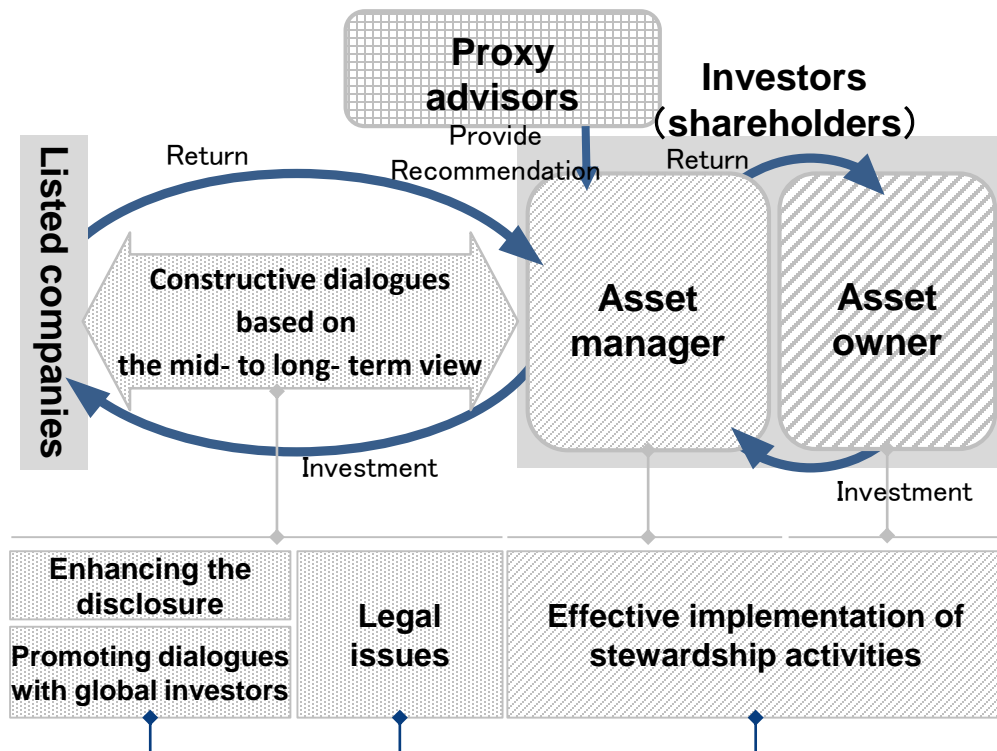 Proxy
advisors
Investors
（shareholders）
Provide
Recommendation
Return
Return
Listed companies
Constructive dialogues
based on
the mid- to long- term view
Asset
manager
Asset
owner
Investment
Investment
Enhancing the
disclosure
Promoting dialogues
with global investors
Legal
issues
Effective implementation of
stewardship activities